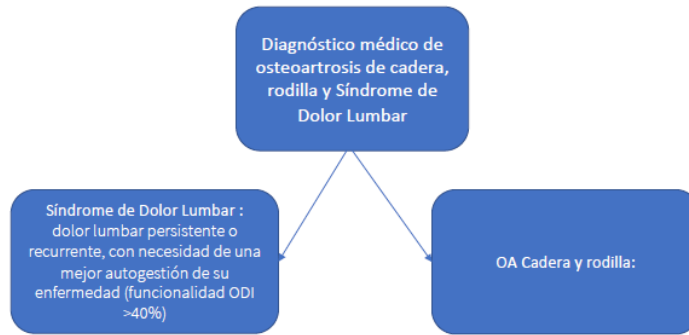 Diagnóstico médico de
osteoartrosis de cadera,
rodilla y Síndrome de
Dolor Lumbar
Síndrome de Dolor Lumbar :
dolor lumbar persistente o
recurrente, con necesidad de una
mejor autogestión de su
enfermedad (funcionalidad ODI
>40%)
OA Cadera y rodilla: